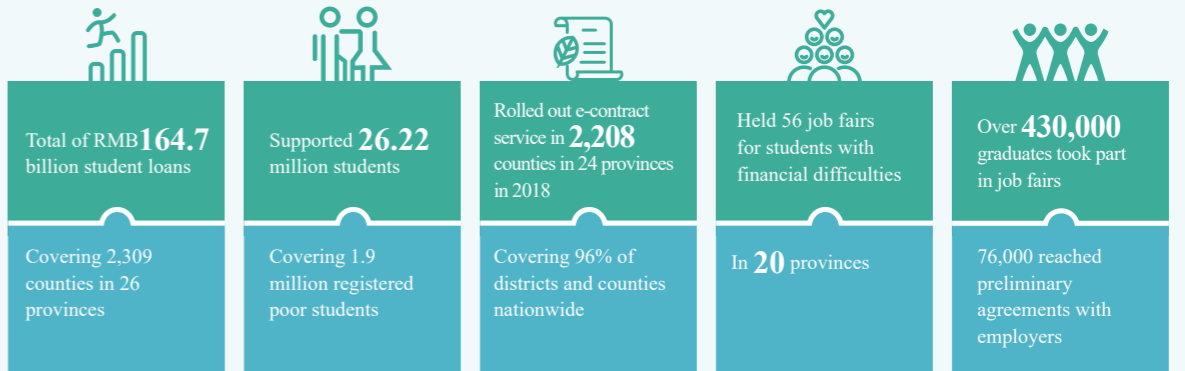 Total of RMB164.7
billion student loans
Covering 2,309
counties in 26
provinces
Supported 26.22
million students
Covering 1.9
million registered
poor students
Rolled out e-contract
service in 2,208
counties in 24 provinces
in 2018
Covering 96% of
districts and counties
nationwide
Held 56 job fairs
for students with
financial difficulties
In 20 provinces
Over 430,000
graduates took part
in job fairs
76,000 reached
preliminary
agreements with
employers